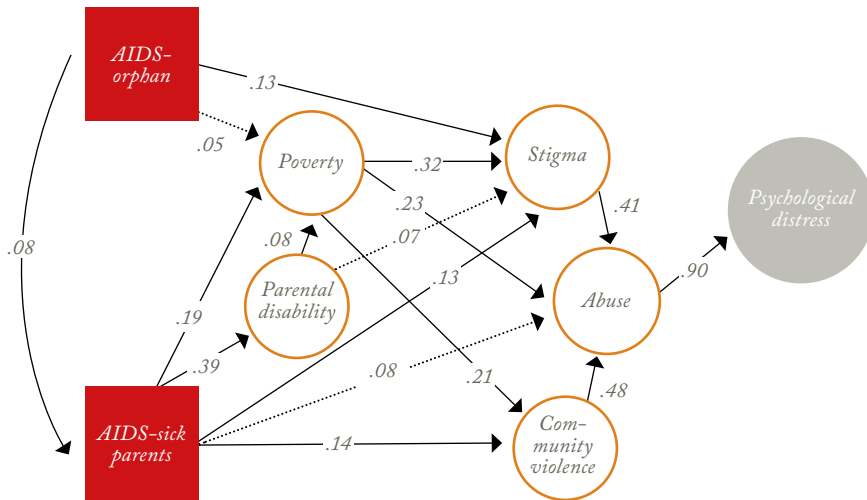 AIDS-
orphan
.13
.05
Poverty
.32
Stigma
.23
.41
Psychological
distress
.08
.08
.07
.13
Parental
disability
Abuse
.90
.19
.39
.08
.21
.48
AIDS-sick
parents
.14
Com-
munity
violence